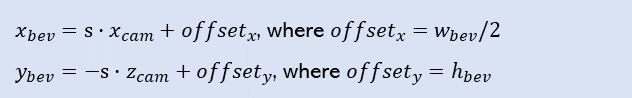 x_bev = s · x_cam + offset_x, where offset_x = w_bev/2
y_bev = −s · z_cam + offset_y, where offset_y = h_bev